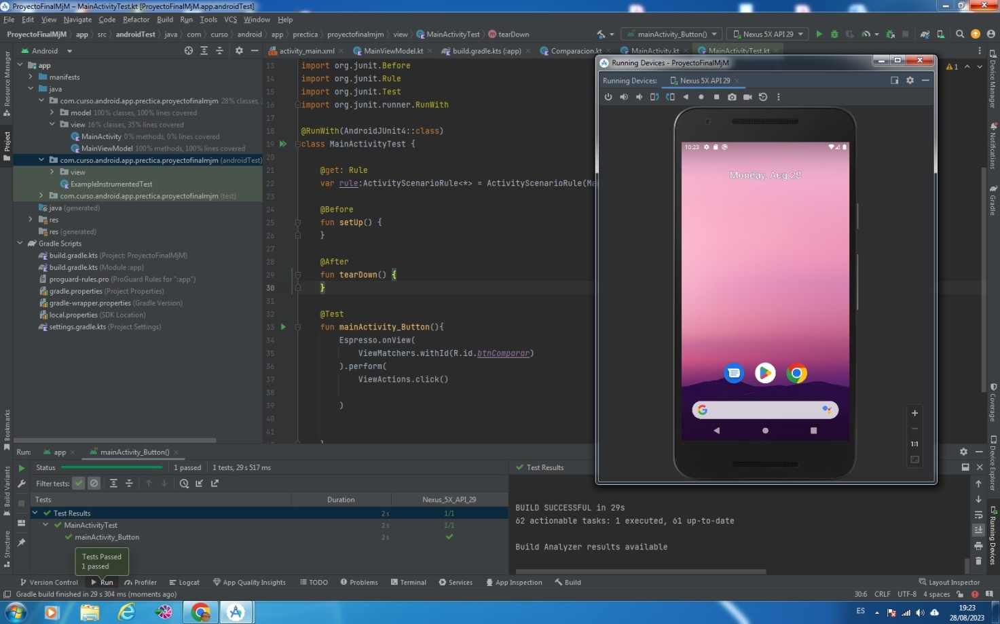 ProyectoFinalMjM – MainActivityTest.kt [ProyectoFinalMjM.app.androidTest]
File Edit View Navigate Code Refactor Build Run Tools VCS Window Help
ProyectoFinalMjM app src androidTest java com curso android app prectica proyectofinalmjm view MainActivityTest tearDown mainActivity_Button() Nexus 5X API 29
Android
activity_main.xml MainViewModel.kt build.gradle.kts (:app) Comparacion.kt MainActivity.kt MainActivityTest.kt
Resource Manager
Project
Bookmarks
Build Variants
Structure
app
manifests
java
com.curso.android.app.prectica.proyectofinalmjm 28% classes,
model 100% classes, 100% lines covered
view 16% classes, 35% lines covered
MainActivity 0% methods, 0% lines covered
MainViewModel 100% methods, 100% lines covered
com.curso.android.app.prectica.proyectofinalmjm (androidTest)
view
ExampleInstrumentedTest
com.curso.android.app.prectica.proyectofinalmjm (test)
java (generated)
res
res (generated)
Gradle Scripts
build.gradle.kts (Project: ProyectoFinalMjM)
build.gradle.kts (Module :app)
proguard-rules.pro (ProGuard Rules for ":app")
gradle.properties (Project Properties)
gradle-wrapper.properties (Gradle Version)
local.properties (SDK Location)
settings.gradle.kts (Project Settings)
13 import org.junit.Before
14 import org.junit.Rule
15 import org.junit.Test
16 import org.junit.runner.RunWith
17
18 @RunWith(AndroidJUnit4::class)
19 class MainActivityTest {
20
21 @get: Rule
22 var rule:ActivityScenarioRule<*> = ActivityScenarioRule(Ma
23
24 @Before
25 fun setUp() {
26 }
27
28 @After
29 fun tearDown() {
30 }
31
32 @Test
33 fun mainActivity_Button(){
34 Espresso.onView(
35 ViewMatchers.withId(R.id.btnComparar)
36 ).perform(
37 ViewActions.click()
38
39 )
40
41
1
Running Devices - ProyectoFinalMjM
Running Devices: Nexus 5X API 29
10:23
Monday, Aug 28
G
1:1
Device Manager
Notifications
Gradle
Coverage
Device Explorer
Running Devices
Run: app mainActivity_Button()
Status 1 passed 1 tests, 29 s 517 ms
Filter tests:
Tests Duration Nexus_5X_API_29
Test Results 2 s 1/1
MainActivityTest 2 s 1/1
mainActivity_Button 2 s
Tests Passed
1 passed
Test Results
BUILD SUCCESSFUL in 29s
62 actionable tasks: 1 executed, 61 up-to-date
Build Analyzer results available
Version Control Run Profiler Logcat App Quality Insights TODO Problems Terminal Services App Inspection Build Layout Inspector
Gradle build finished in 29 s 304 ms (moments ago) 30:6 CRLF UTF-8 4 spaces
ES 19:23
28/08/2023